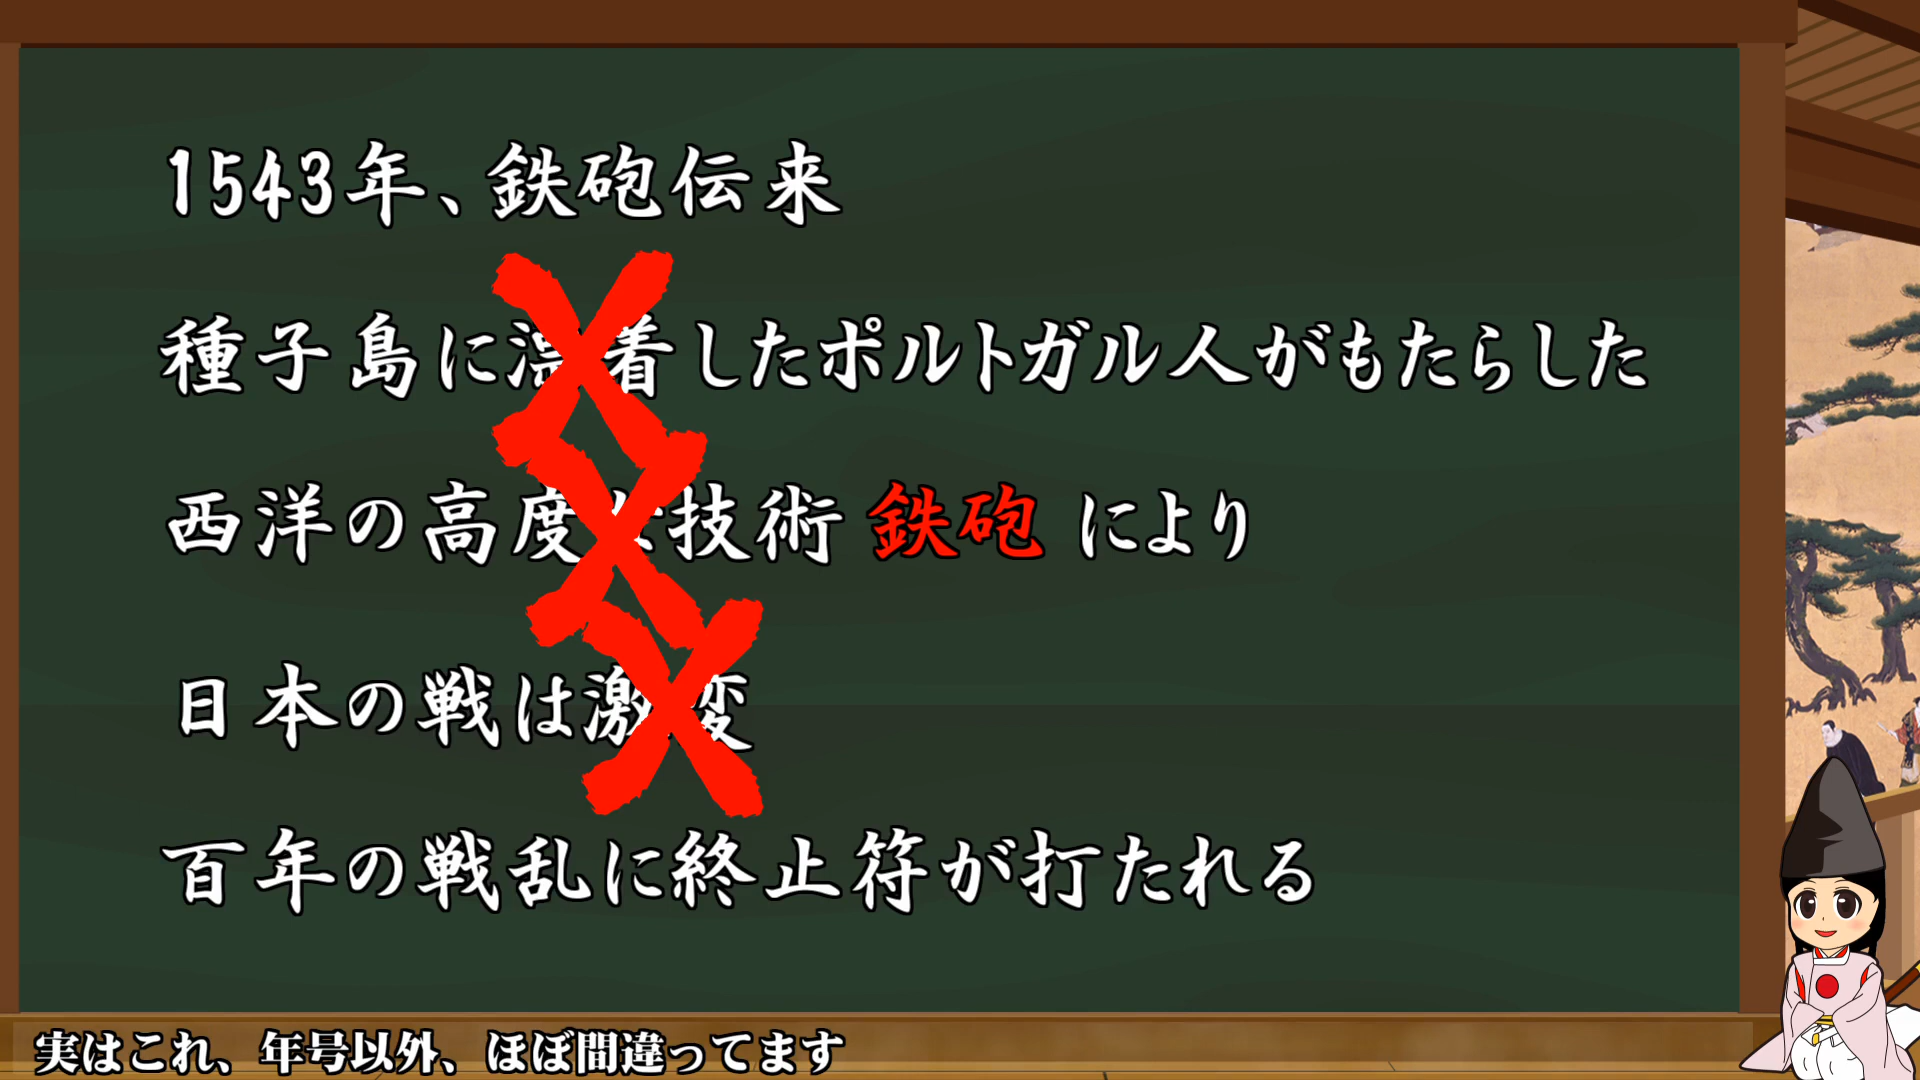 1543年、鉄砲伝来
種子島に漂着したポルトガル人がもたらした
西洋の高度な技術 鉄砲 により
日本の戦は激変
百年の戦乱に終止符が打たれる
実はこれ、年号以外、ほぼ間違ってます